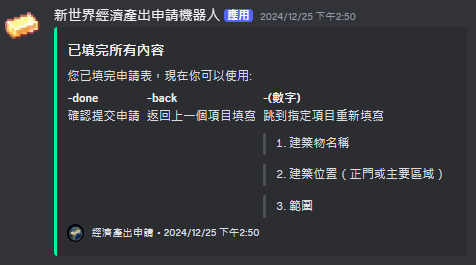 新世界經濟產出申請機器人 應用 2024/12/25 下午2:50
已填完所有內容
您已填完申請表，現在你可以使用:
-done -back -(數字)
確認提交申請 返回上一個項目填寫 跳到指定項目重新填寫
1. 建築物名稱
2. 建築位置（正門或主要區域）
3. 範圍
經濟產出申請 • 2024/12/25 下午2:50